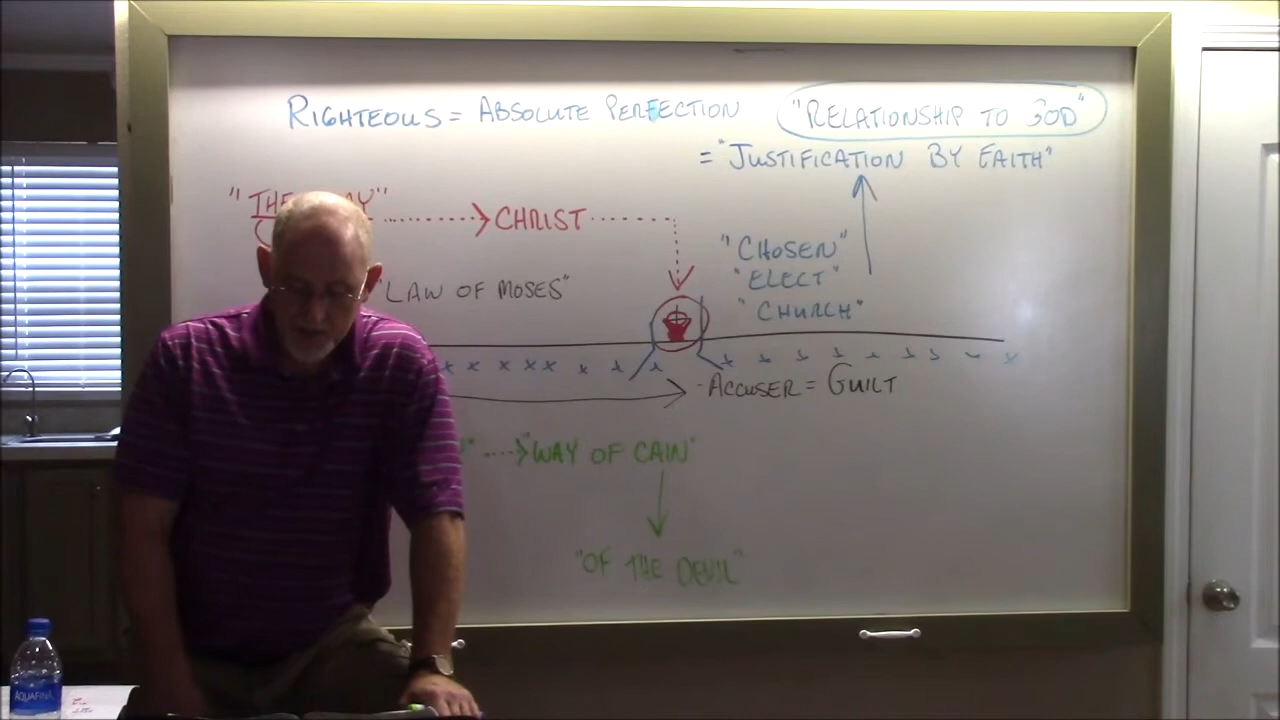 RIGHTEOUS = ABSOLUTE PERFECTION
"RELATIONSHIP TO GOD"
= "JUSTIFICATION BY FAITH"
CHRIST
"CHOSEN"
"ELECT"
"CHURCH"
"LAW OF MOSES"
ACCUSER = GUILT
"WAY OF CAIN"
"OF THE DEVIL"
AQUAFINA